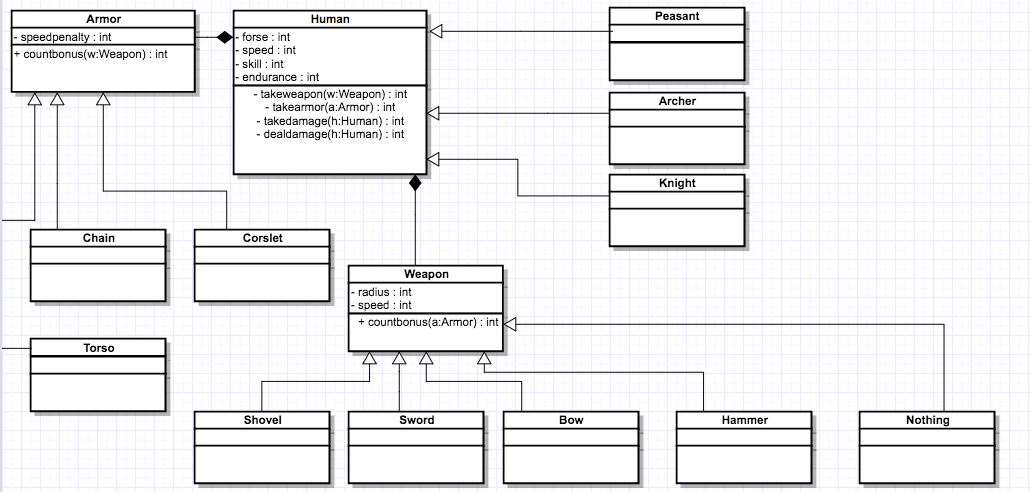 Armor
- speedpenalty : int
+ countbonus(w:Weapon) : int
Human
- forse : int
- speed : int
- skill : int
- endurance : int
- takeweapon(w:Weapon) : int
- takearmor(a:Armor) : int
- takedamage(h:Human) : int
- dealdamage(h:Human) : int
Peasant
Archer
Knight
Chain
Corslet
Weapon
- radius : int
- speed : int
+ countbonus(a:Armor) : int
Torso
Shovel
Sword
Bow
Hammer
Nothing